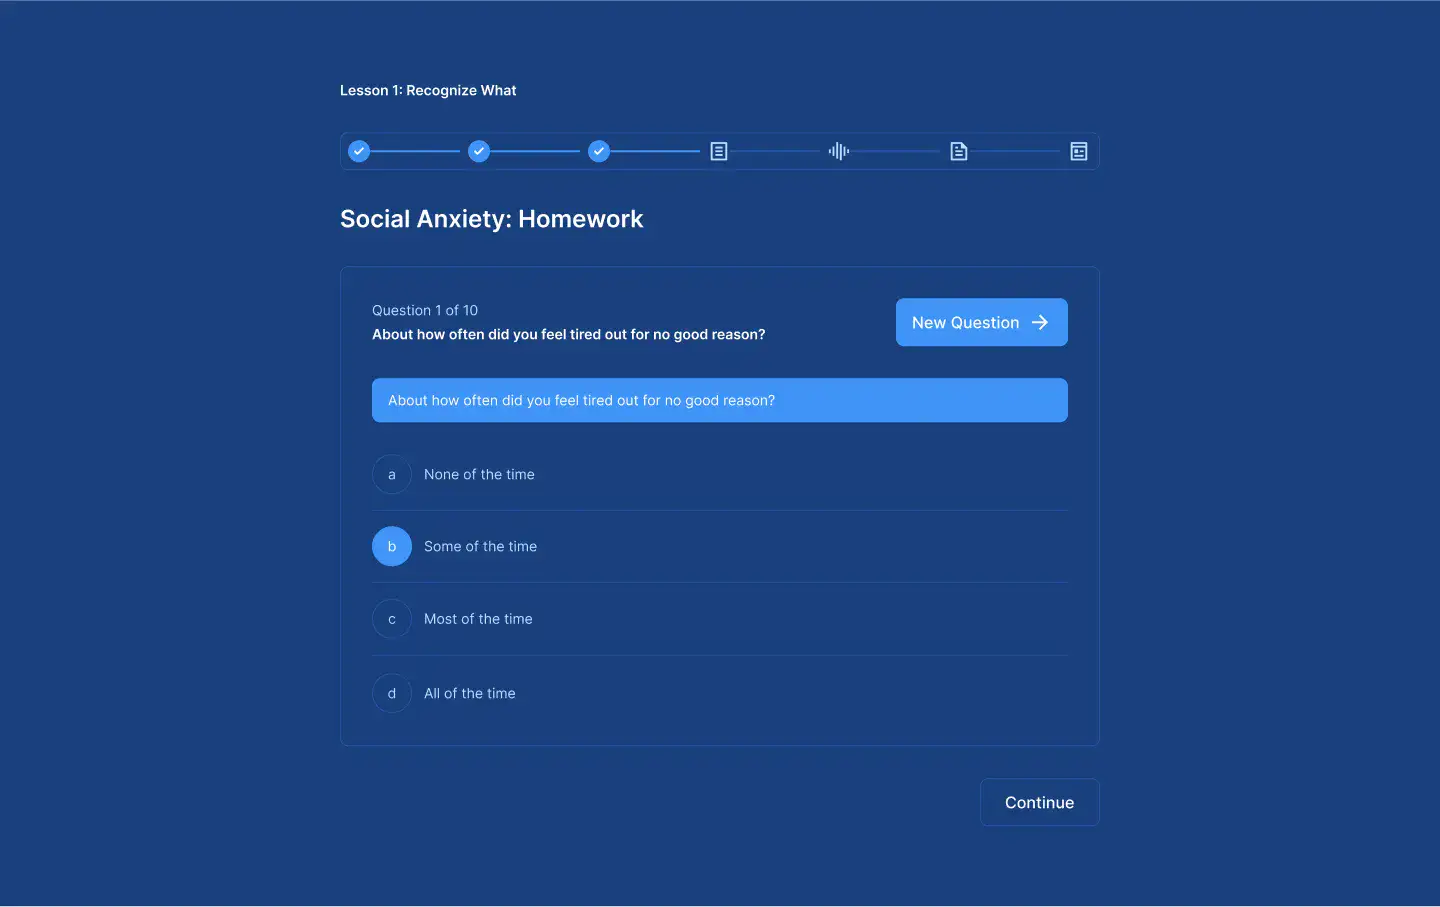 Lesson 1: Recognize What
Social Anxiety: Homework
Question 1 of 10
About how often did you feel tired out for no good reason?
New Question
About how often did you feel tired out for no good reason?
a None of the time
b Some of the time
c Most of the time
d All of the time
Continue